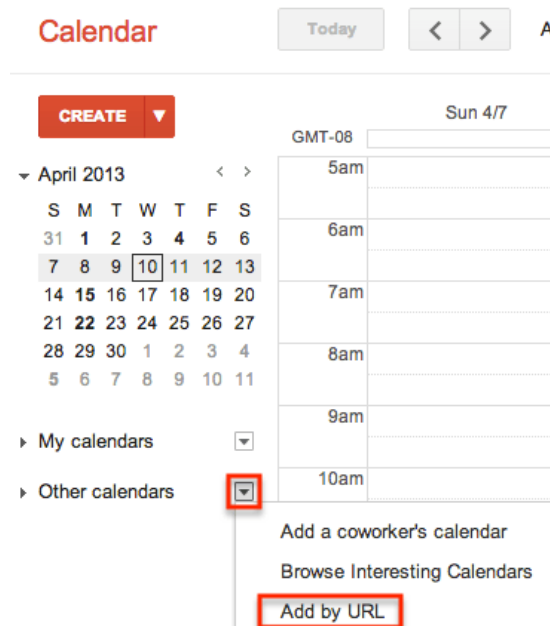 Calendar
Today
A
CREATE
Sun 4/7
GMT-08
April 2013
S M T W T F S
31 1 2 3 4 5 6
7 8 9 10 11 12 13
14 15 16 17 18 19 20
21 22 23 24 25 26 27
28 29 30 1 2 3 4
5 6 7 8 9 10 11
5am
6am
7am
8am
9am
10am
My calendars
Other calendars
Add a coworker's calendar
Browse Interesting Calendars
Add by URL